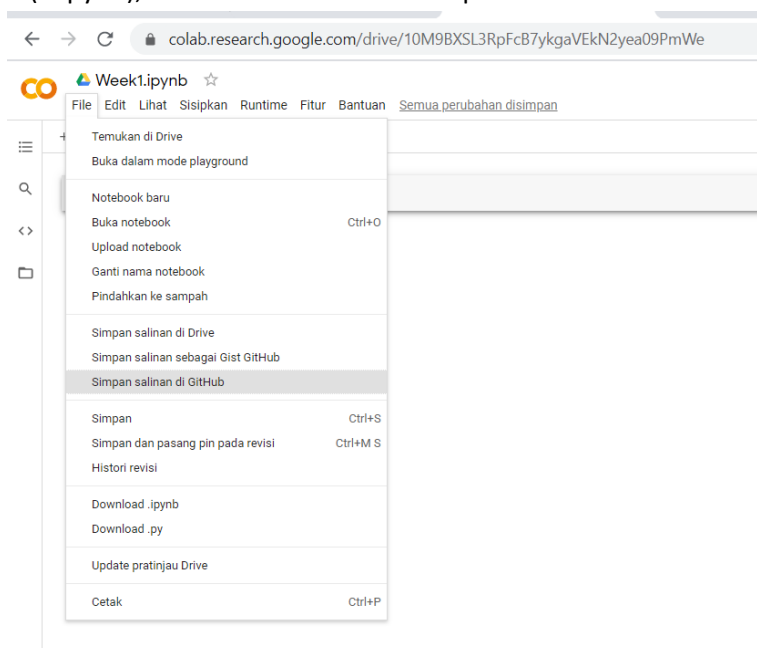 colab.research.google.com/drive/10M9BXSL3RpFcB7ykgaVEkN2yea09PmWe
CO
Week1.ipynb
File Edit Lihat Sisipkan Runtime Fitur Bantuan Semua perubahan disimpan
+
Temukan di Drive
Buka dalam mode playground
Notebook baru
Buka notebook Ctrl+O
Upload notebook
Ganti nama notebook
Pindahkan ke sampah
Simpan salinan di Drive
Simpan salinan sebagai Gist GitHub
Simpan salinan di GitHub
Simpan Ctrl+S
Simpan dan pasang pin pada revisi Ctrl+M S
Histori revisi
Download .ipynb
Download .py
Update pratinjau Drive
Cetak Ctrl+P